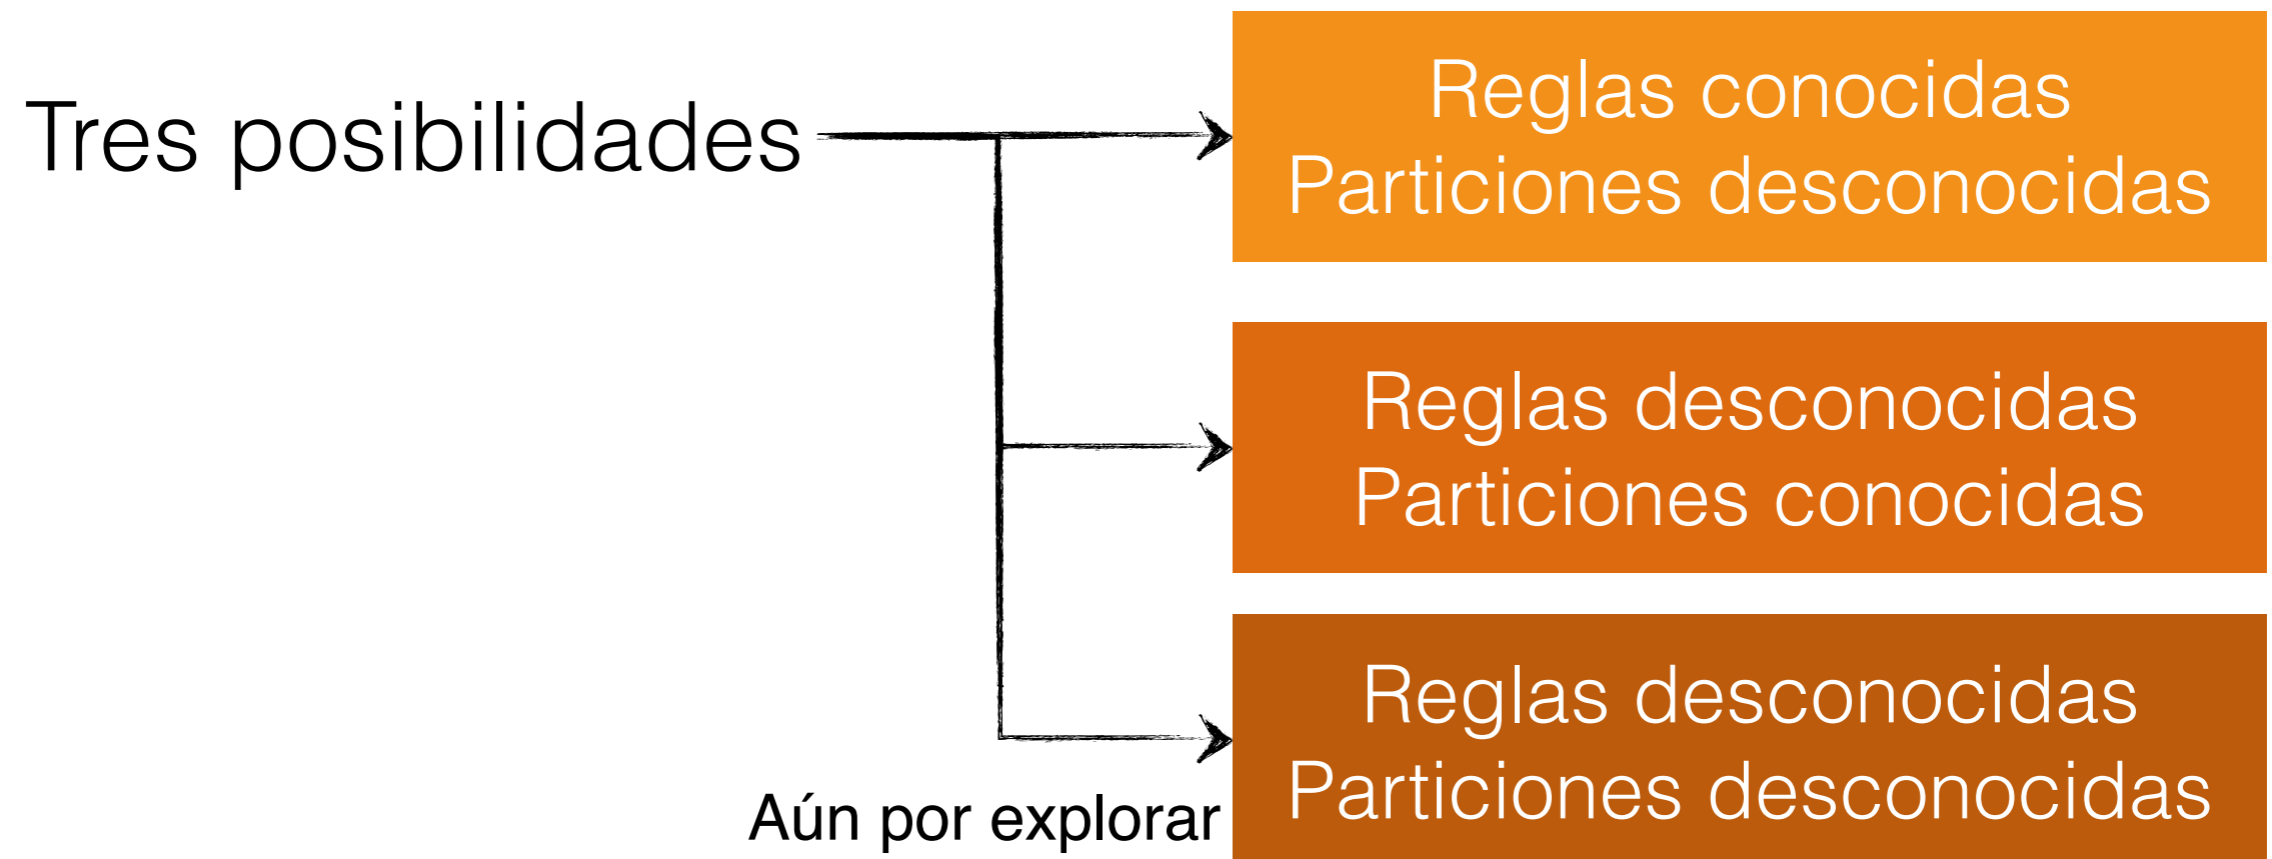 Tres posibilidades
Reglas conocidas
Particiones desconocidas
Reglas desconocidas
Particiones conocidas
Reglas desconocidas
Particiones desconocidas
Aún por explorar